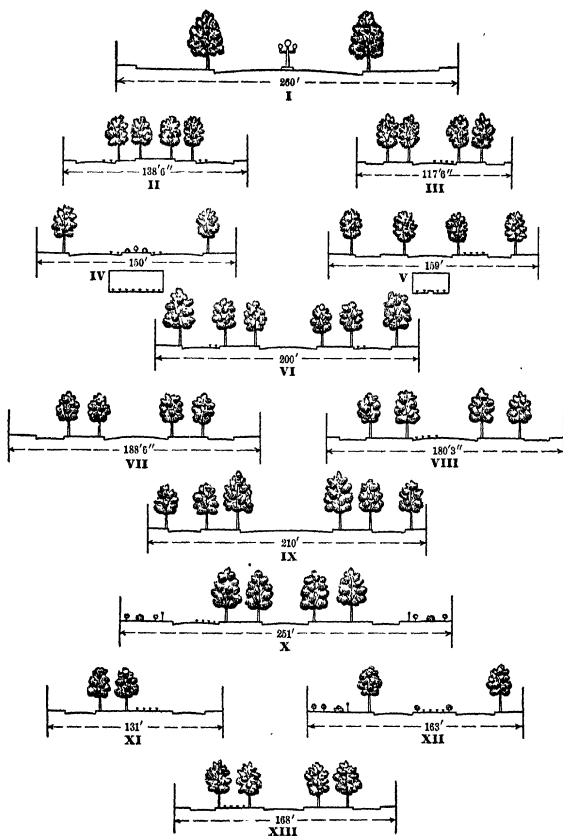 260'
I
138'6"
II
117'6"
III
150'
IV
159'
V
200'
VI
188'6"
VII
180'3"
VIII
210'
IX
251'
X
131'
XI
163'
XII
168'
XIII